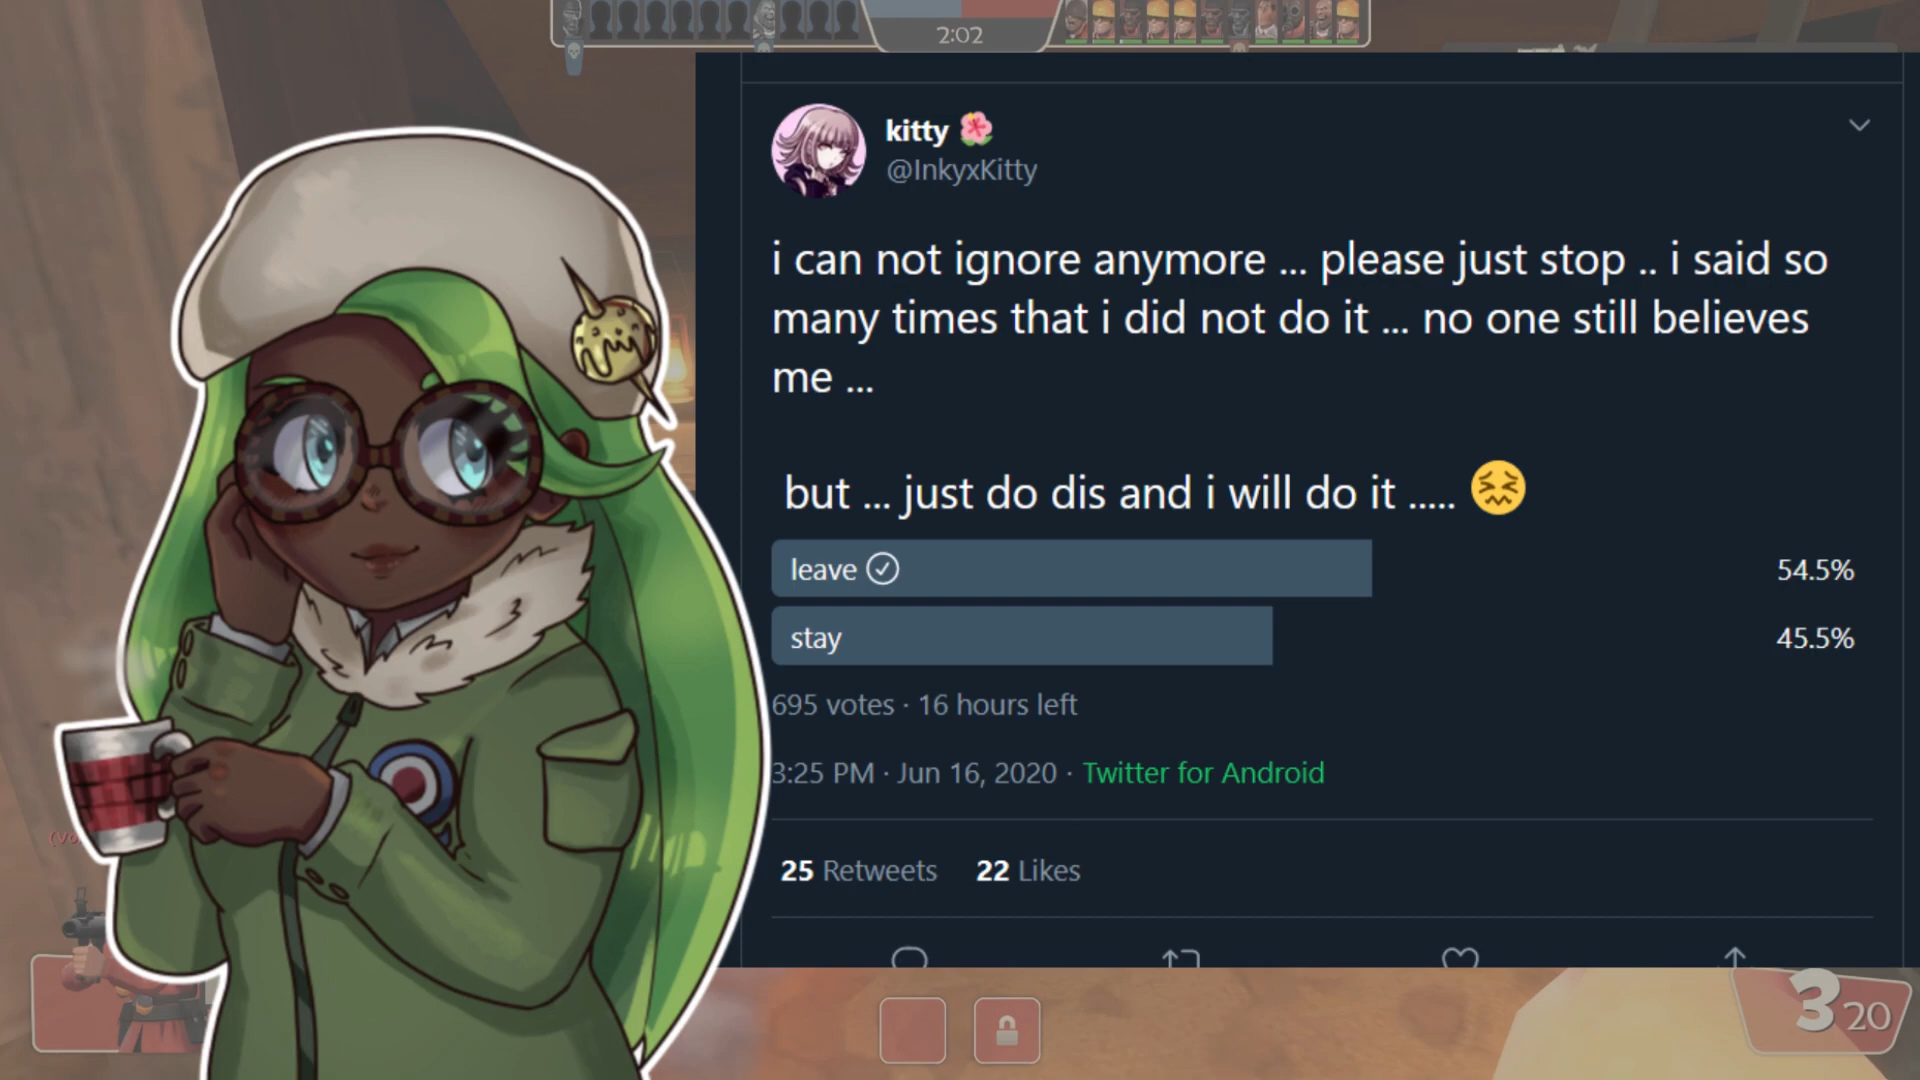 2:02
kitty 🌺
@InkyxKitty
i can not ignore anymore ... please just stop .. i said so
many times that i did not do it ... no one still believes
me ...
but ... just do dis and i will do it ..... 😖
leave
54.5%
stay
45.5%
695 votes · 16 hours left
3:25 PM · Jun 16, 2020 · Twitter for Android
25 Retweets 22 Likes
3 20